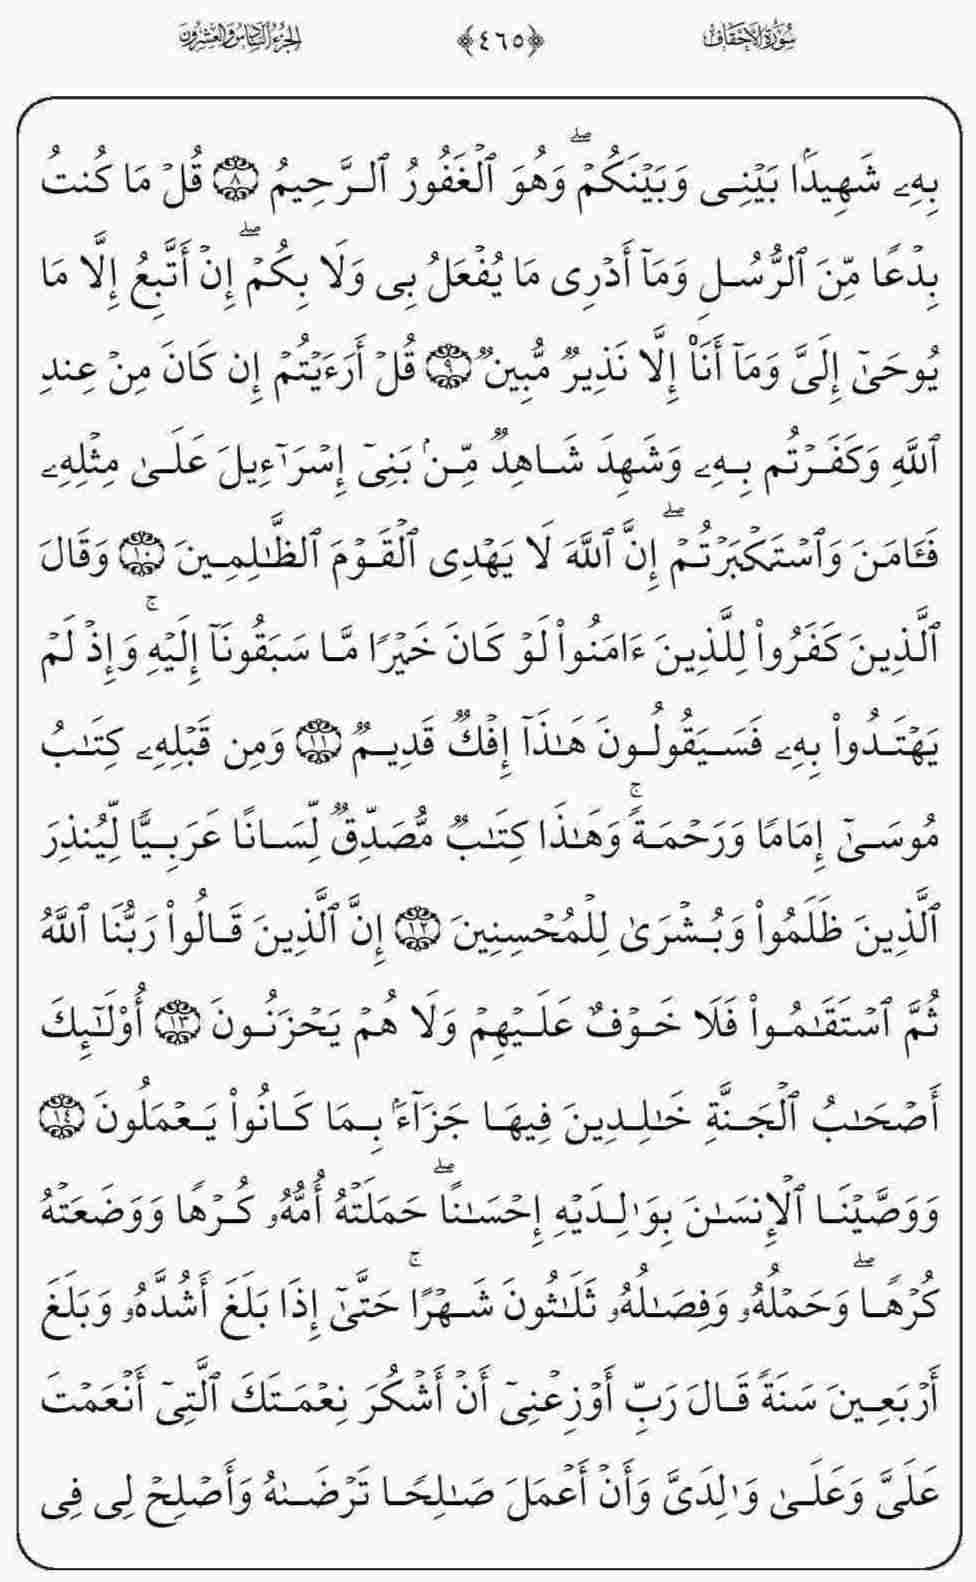 سُورَةُ الأَحْقَافِ ﴿٤٦٥﴾ الجُزْءُ السَّادِسُ وَالعِشْرُونَ
بِهِۦ شَهِيدَۢا بَيۡنِى وَبَيۡنَكُمۡۖ وَهُوَ ٱلۡغَفُورُ ٱلرَّحِيمُ ٨ قُلۡ مَا كُنتُ
بِدۡعًا مِّنَ ٱلرُّسُلِ وَمَآ أَدۡرِى مَا يُفۡعَلُ بِى وَلَا بِكُمۡۖ إِنۡ أَتَّبِعُ إِلَّا مَا
يُوحَىٰٓ إِلَىَّ وَمَآ أَنَا۠ إِلَّا نَذِيرٞ مُّبِينٞ ٩ قُلۡ أَرَءَيۡتُمۡ إِن كَانَ مِنۡ عِندِ
ٱللَّهِ وَكَفَرۡتُم بِهِۦ وَشَهِدَ شَاهِدٞ مِّنۢ بَنِىٓ إِسۡرَٰٓءِيلَ عَلَىٰ مِثۡلِهِۦ
فَـَٔامَنَ وَٱسۡتَكۡبَرۡتُمۡۖ إِنَّ ٱللَّهَ لَا يَهۡدِى ٱلۡقَوۡمَ ٱلظَّٰلِمِينَ ١٠ وَقَالَ
ٱلَّذِينَ كَفَرُواْ لِلَّذِينَ ءَامَنُواْ لَوۡ كَانَ خَيۡرٗا مَّا سَبَقُونَآ إِلَيۡهِۚ وَإِذۡ لَمۡ
يَهۡتَدُواْ بِهِۦ فَسَيَقُولُونَ هَٰذَآ إِفۡكٞ قَدِيمٞ ١١ وَمِن قَبۡلِهِۦ كِتَٰبُ
مُوسَىٰٓ إِمَامٗا وَرَحۡمَةٗۚ وَهَٰذَا كِتَٰبٞ مُّصَدِّقٞ لِّسَانًا عَرَبِيّٗا لِّيُنذِرَ
ٱلَّذِينَ ظَلَمُواْ وَبُشۡرَىٰ لِلۡمُحۡسِنِينَ ١٢ إِنَّ ٱلَّذِينَ قَالُواْ رَبُّنَا ٱللَّهُ
ثُمَّ ٱسۡتَقَٰمُواْ فَلَا خَوۡفٌ عَلَيۡهِمۡ وَلَا هُمۡ يَحۡزَنُونَ ١٣ أُوْلَٰٓئِكَ
أَصۡحَٰبُ ٱلۡجَنَّةِ خَٰلِدِينَ فِيهَا جَزَآءَۢ بِمَا كَانُواْ يَعۡمَلُونَ ١٤
وَوَصَّيۡنَا ٱلۡإِنسَٰنَ بِوَٰلِدَيۡهِ إِحۡسَٰنًاۖ حَمَلَتۡهُ أُمُّهُۥ كُرۡهٗا وَوَضَعَتۡهُ
كُرۡهٗاۖ وَحَمۡلُهُۥ وَفِصَٰلُهُۥ ثَلَٰثُونَ شَهۡرًاۚ حَتَّىٰٓ إِذَا بَلَغَ أَشُدَّهُۥ وَبَلَغَ
أَرۡبَعِينَ سَنَةٗ قَالَ رَبِّ أَوۡزِعۡنِىٓ أَنۡ أَشۡكُرَ نِعۡمَتَكَ ٱلَّتِىٓ أَنۡعَمۡتَ
عَلَىَّ وَعَلَىٰ وَٰلِدَىَّ وَأَنۡ أَعۡمَلَ صَٰلِحٗا تَرۡضَىٰهُ وَأَصۡلِحۡ لِى فِى